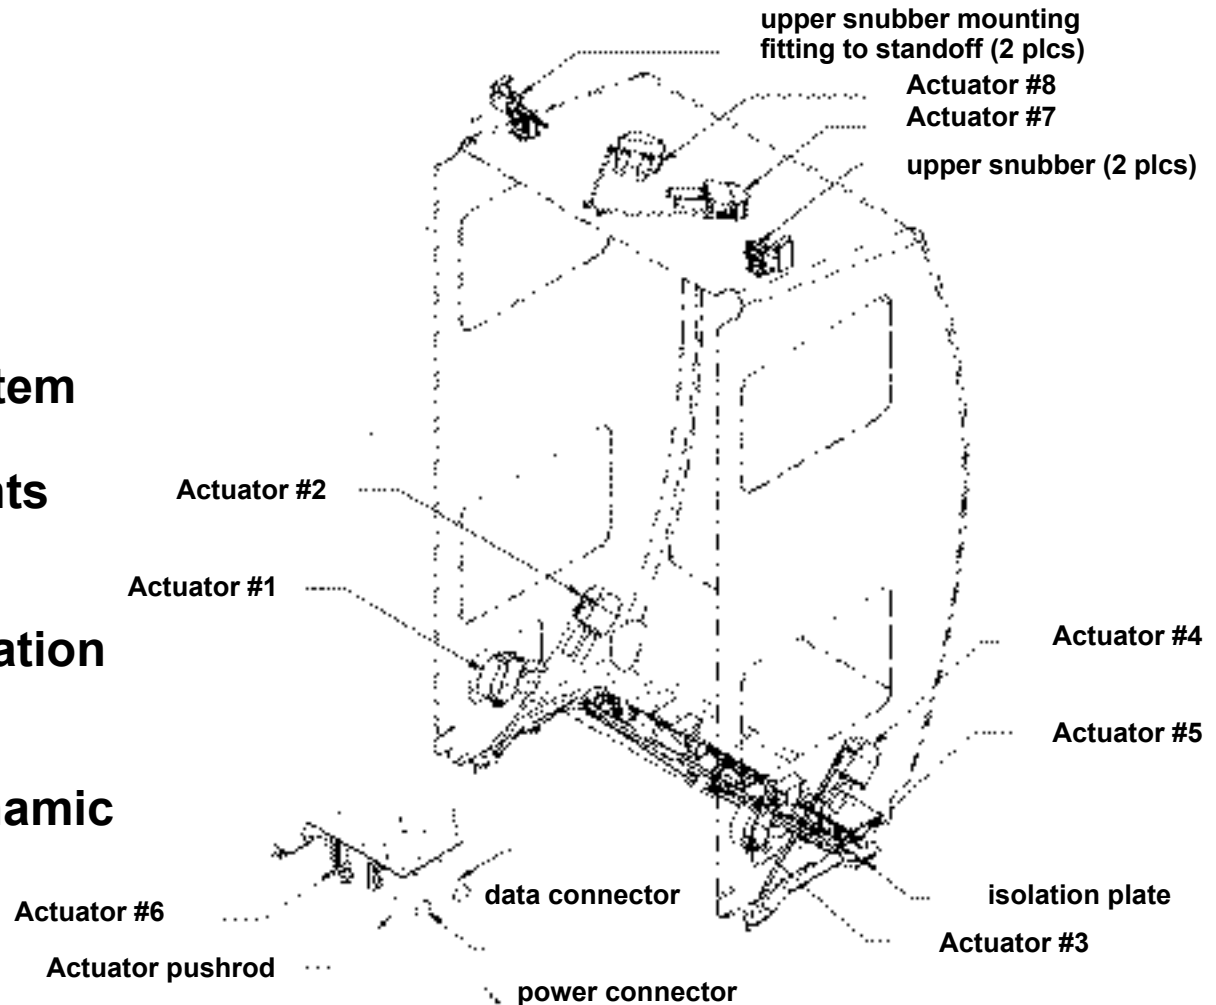 upper snubber mounting
fitting to standoff (2 plcs)
Actuator #8
Actuator #7
upper snubber (2 plcs)
tem
nts
Actuator #2
Actuator #1
ation
Actuator #4
Actuator #5
namic
data connector
isolation plate
Actuator #6
Actuator #3
Actuator pushrod
power connector